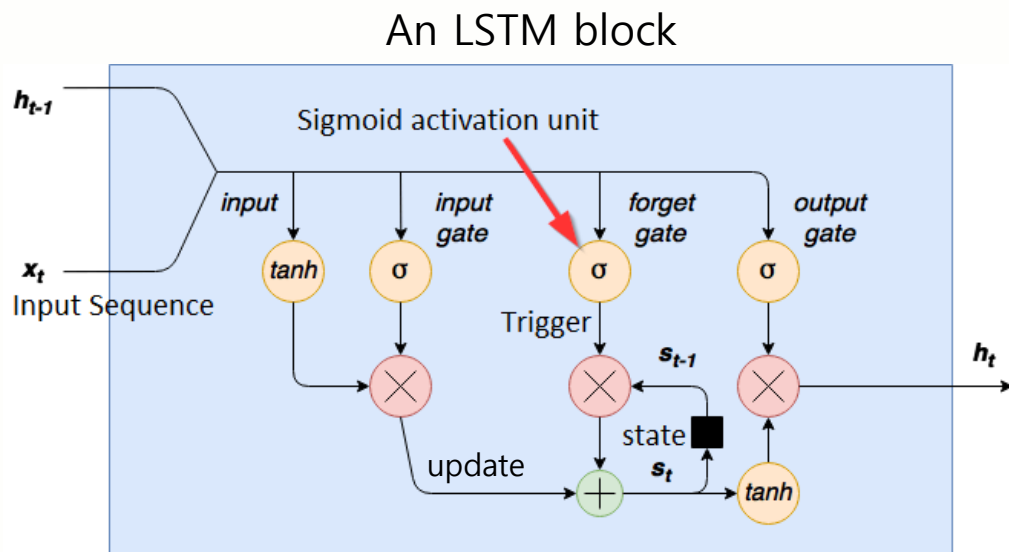 An LSTM block
h_{t-1}
Sigmoid activation unit
input
input
gate
forget
gate
output
gate
x_t
Input Sequence
tanh
σ
σ
σ
Trigger
s_{t-1}
h_t
state
update
s_t
tanh